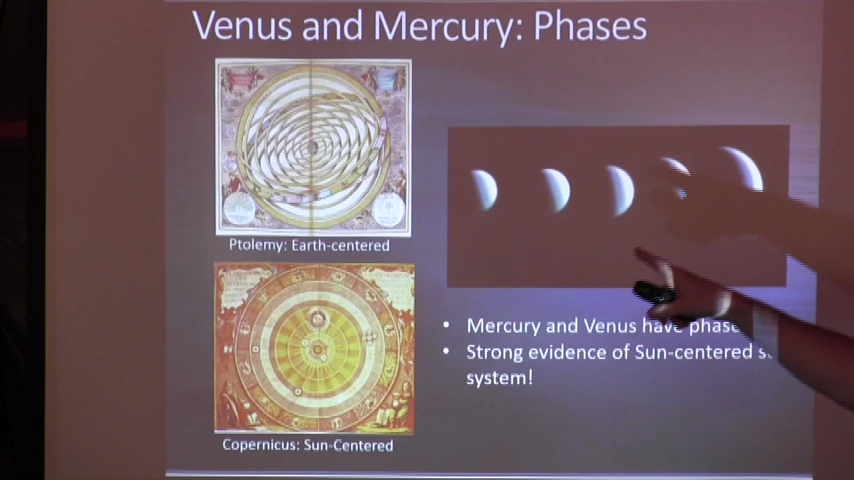 Venus and Mercury: Phases
Ptolemy: Earth-centered
Copernicus: Sun-Centered
• Mercury and Venus have phase
• Strong evidence of Sun-centered
system!